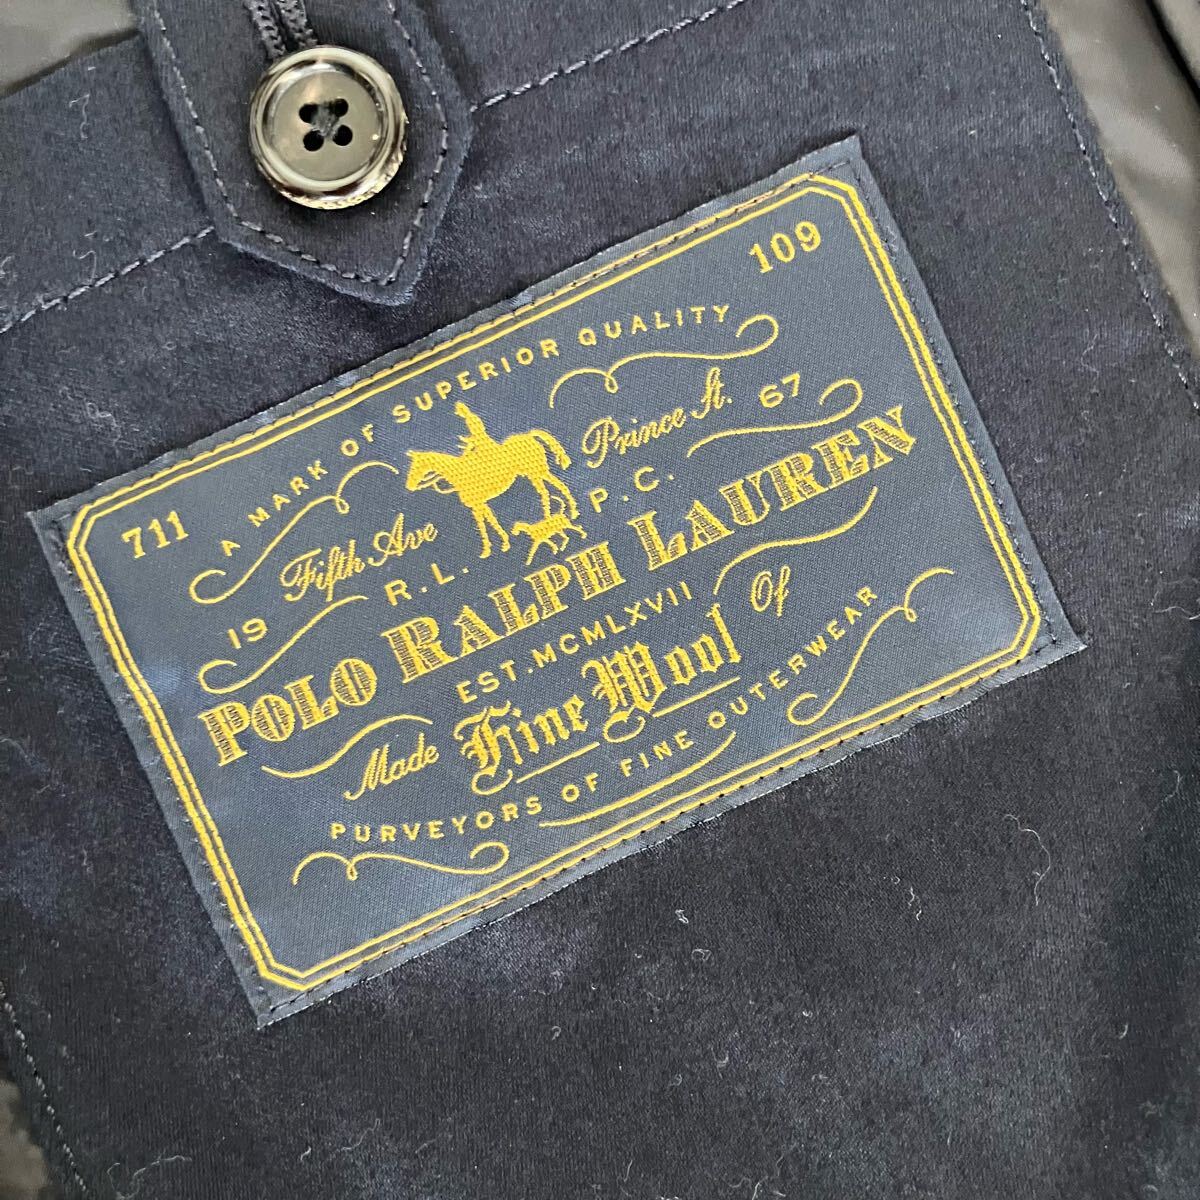 A MARK OF SUPERIOR QUALITY
711 109
Fifth Ave Prince St.
19 R.L. P.C. 67
POLO RALPH LAUREN
EST. MCMLXVII
Made Fine Wool Of
PURVEYORS OF FINE OUTERWEAR